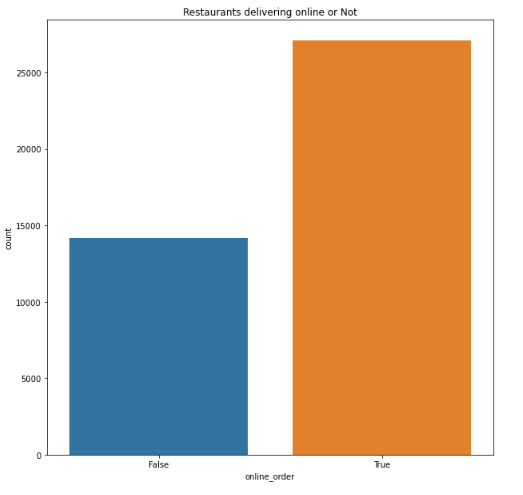 Restaurants delivering online or Not
25000
20000
15000
10000
5000
0
count
False True
online_order